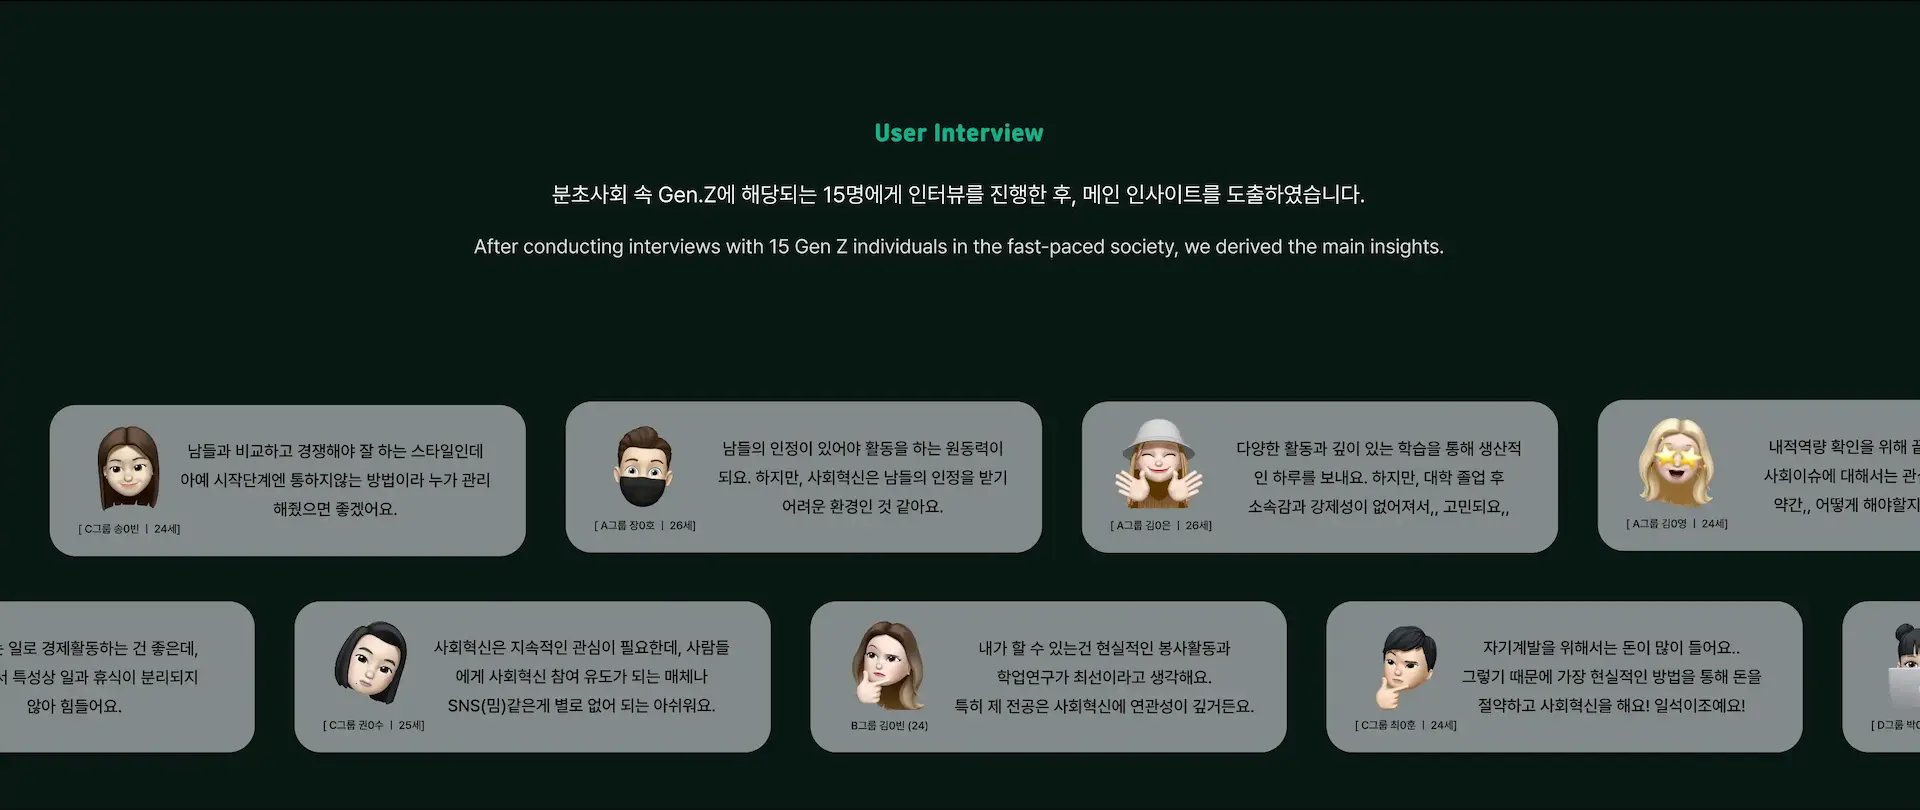 User Interview
분초사회 속 Gen.Z에 해당되는 15명에게 인터뷰를 진행한 후, 메인 인사이트를 도출하였습니다.
After conducting interviews with 15 Gen Z individuals in the fast-paced society, we derived the main insights.
남들과 비교하고 경쟁해야 잘 하는 스타일인데
아예 시작단계엔 통하지않는 방법이라 누가 관리
해줬으면 좋겠어요.
[ C그룹 송0빈 ㅣ 24세]
남들의 인정이 있어야 활동을 하는 원동력이
되요. 하지만, 사회혁신은 남들의 인정을 받기
어려운 환경인 것 같아요.
[ A그룹 장0호 ㅣ 26세]
다양한 활동과 깊이 있는 학습을 통해 생산적
인 하루를 보내요. 하지만, 대학 졸업 후
소속감과 강제성이 없어져서,, 고민되요,,
[ A그룹 김0은 ㅣ 26세]
내적역량 확인을 위해
사회이슈에 대해서는
약간,, 어떻게 해야할지
[ A그룹 김0영 ㅣ 24세]
일로 경제활동하는 건 좋은데,
특성상 일과 휴식이 분리되지
않아 힘들어요.
사회혁신은 지속적인 관심이 필요한데, 사람들
에게 사회혁신 참여 유도가 되는 매체나
SNS(밈)같은게 별로 없어 되는 아쉬워요.
[ C그룹 권0수 ㅣ 25세]
내가 할 수 있는건 현실적인 봉사활동과
학업연구가 최선이라고 생각해요.
특히 제 전공은 사회혁신에 연관성이 깊거든요.
B그룹 김0빈 (24)
자기계발을 위해서는 돈이 많이 들어요..
그렇기 때문에 가장 현실적인 방법을 통해 돈을
절약하고 사회혁신을 해요! 일석이조예요!
[ C그룹 최0훈 ㅣ 24세]
[ D그룹